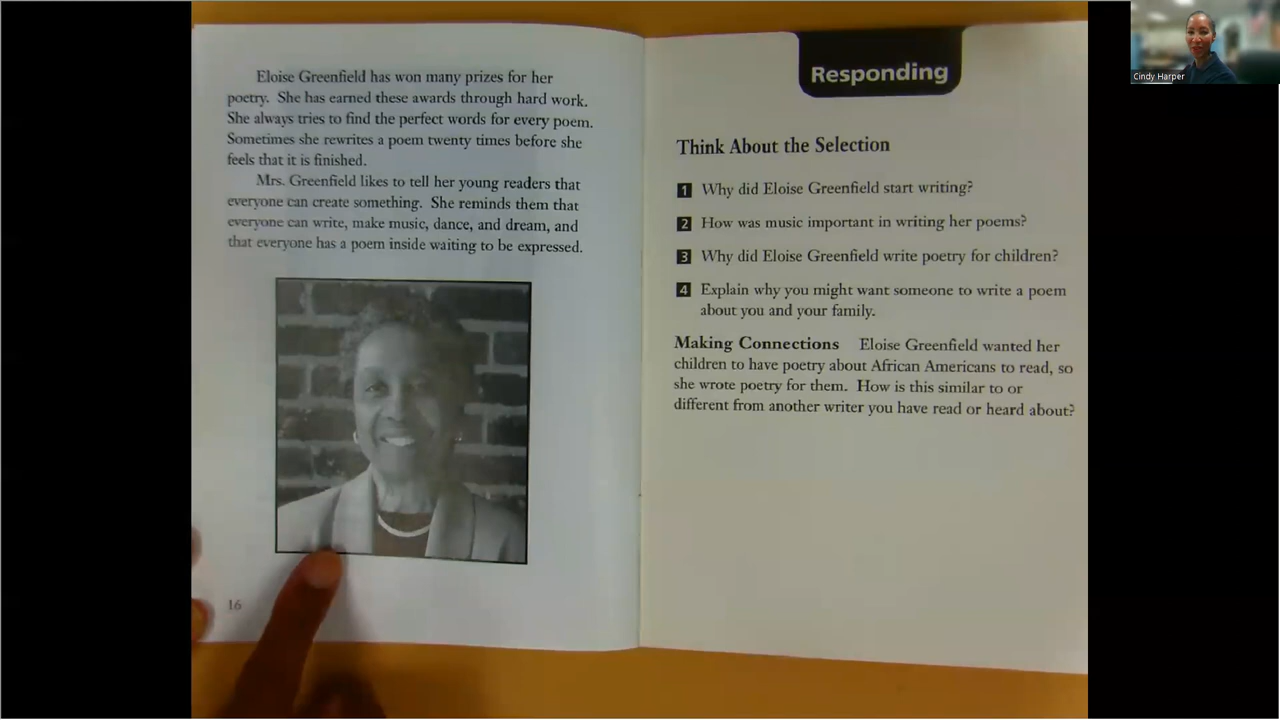 Eloise Greenfield has won many prizes for her
poetry. She has earned these awards through hard work.
She always tries to find the perfect words for every poem.
Sometimes she rewrites a poem twenty times before she
feels that it is finished.
Mrs. Greenfield likes to tell her young readers that
everyone can create something. She reminds them that
everyone can write, make music, dance, and dream, and
that everyone has a poem inside waiting to be expressed.
16
Responding
Think About the Selection
1 Why did Eloise Greenfield start writing?
2 How was music important in writing her poems?
3 Why did Eloise Greenfield write poetry for children?
4 Explain why you might want someone to write a poem
about you and your family.
Making Connections Eloise Greenfield wanted her
children to have poetry about African Americans to read, so
she wrote poetry for them. How is this similar to or
different from another writer you have read or heard about?
Cindy Harper